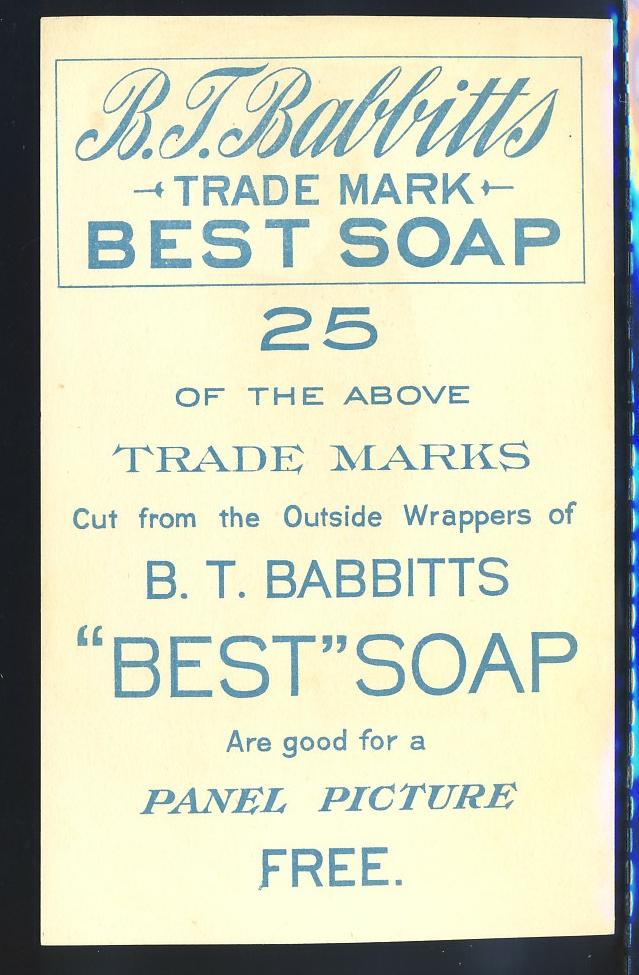 B.T. Babbitts
TRADE MARK
BEST SOAP
25
OF THE ABOVE
TRADE MARKS
Cut from the Outside Wrappers of
B. T. BABBITTS
“BEST” SOAP
Are good for a
PANEL PICTURE
FREE.